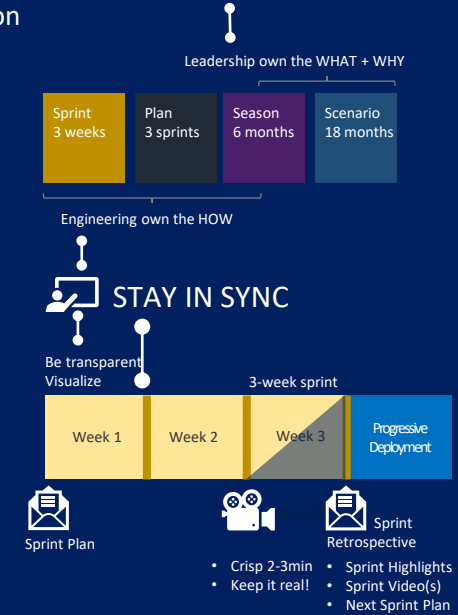 on
Leadership own the WHAT + WHY
Sprint
3 weeks
Plan
3 sprints
Season
6 months
Scenario
18 months
Engineering own the HOW
STAY IN SYNC
Be transparent
Visualize
3-week sprint
Week 1
Week 2
Week 3
Progressive
Deployment
Sprint Plan
• Crisp 2-3min
• Keep it real!
Sprint
Retrospective
• Sprint Highlights
• Sprint Video(s)
• Next Sprint Plan